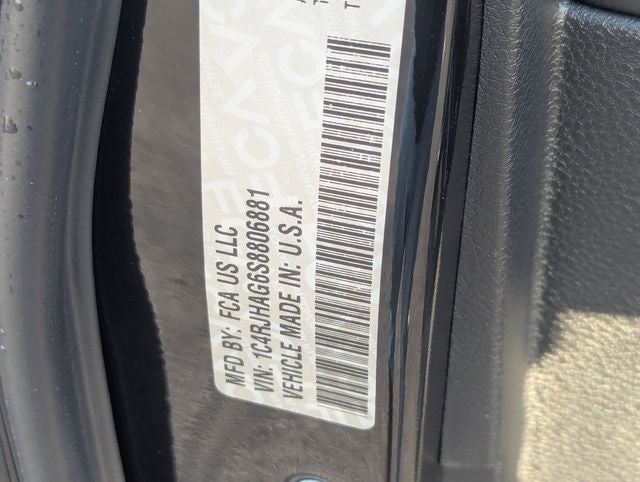 MFD BY: FCA US LLC
VIN: 1C4RJHAG6S8806881
VEHICLE MADE IN: U.S.A.